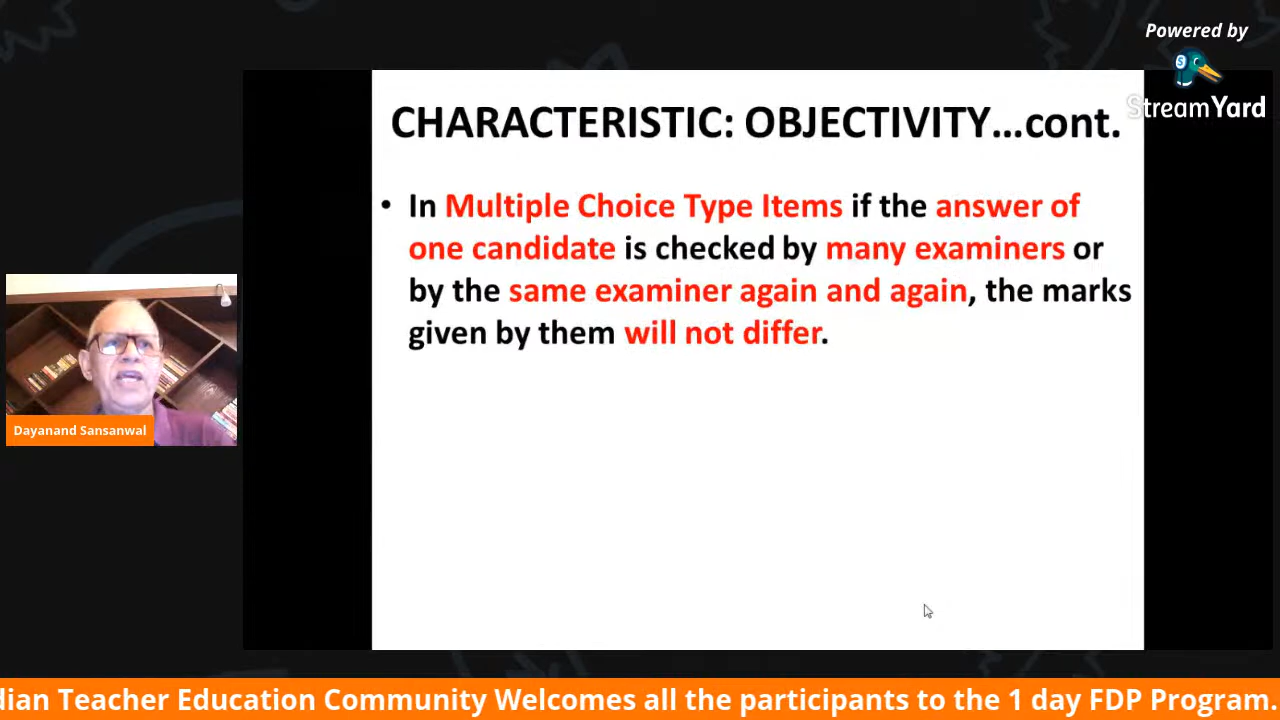 Powered by
StreamYard
CHARACTERISTIC: OBJECTIVITY...cont.
• In Multiple Choice Type Items if the answer of
one candidate is checked by many examiners or
by the same examiner again and again, the marks
given by them will not differ.
Dayanand Sansanwal
dian Teacher Education Community Welcomes all the participants to the 1 day FDP Program.